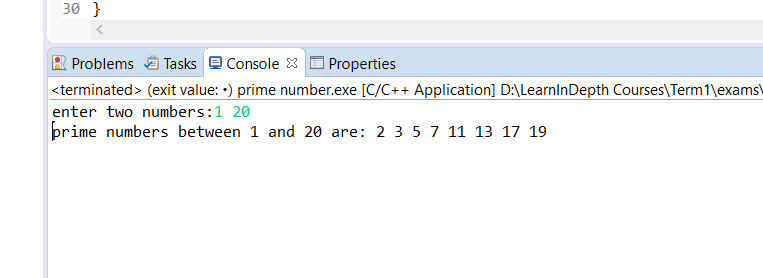 30 }
<
Problems Tasks Console Properties
<terminated> (exit value: •) prime number.exe [C/C++ Application] D:\LearnInDepth Courses\Term1\exams\
enter two numbers:1 20
prime numbers between 1 and 20 are: 2 3 5 7 11 13 17 19